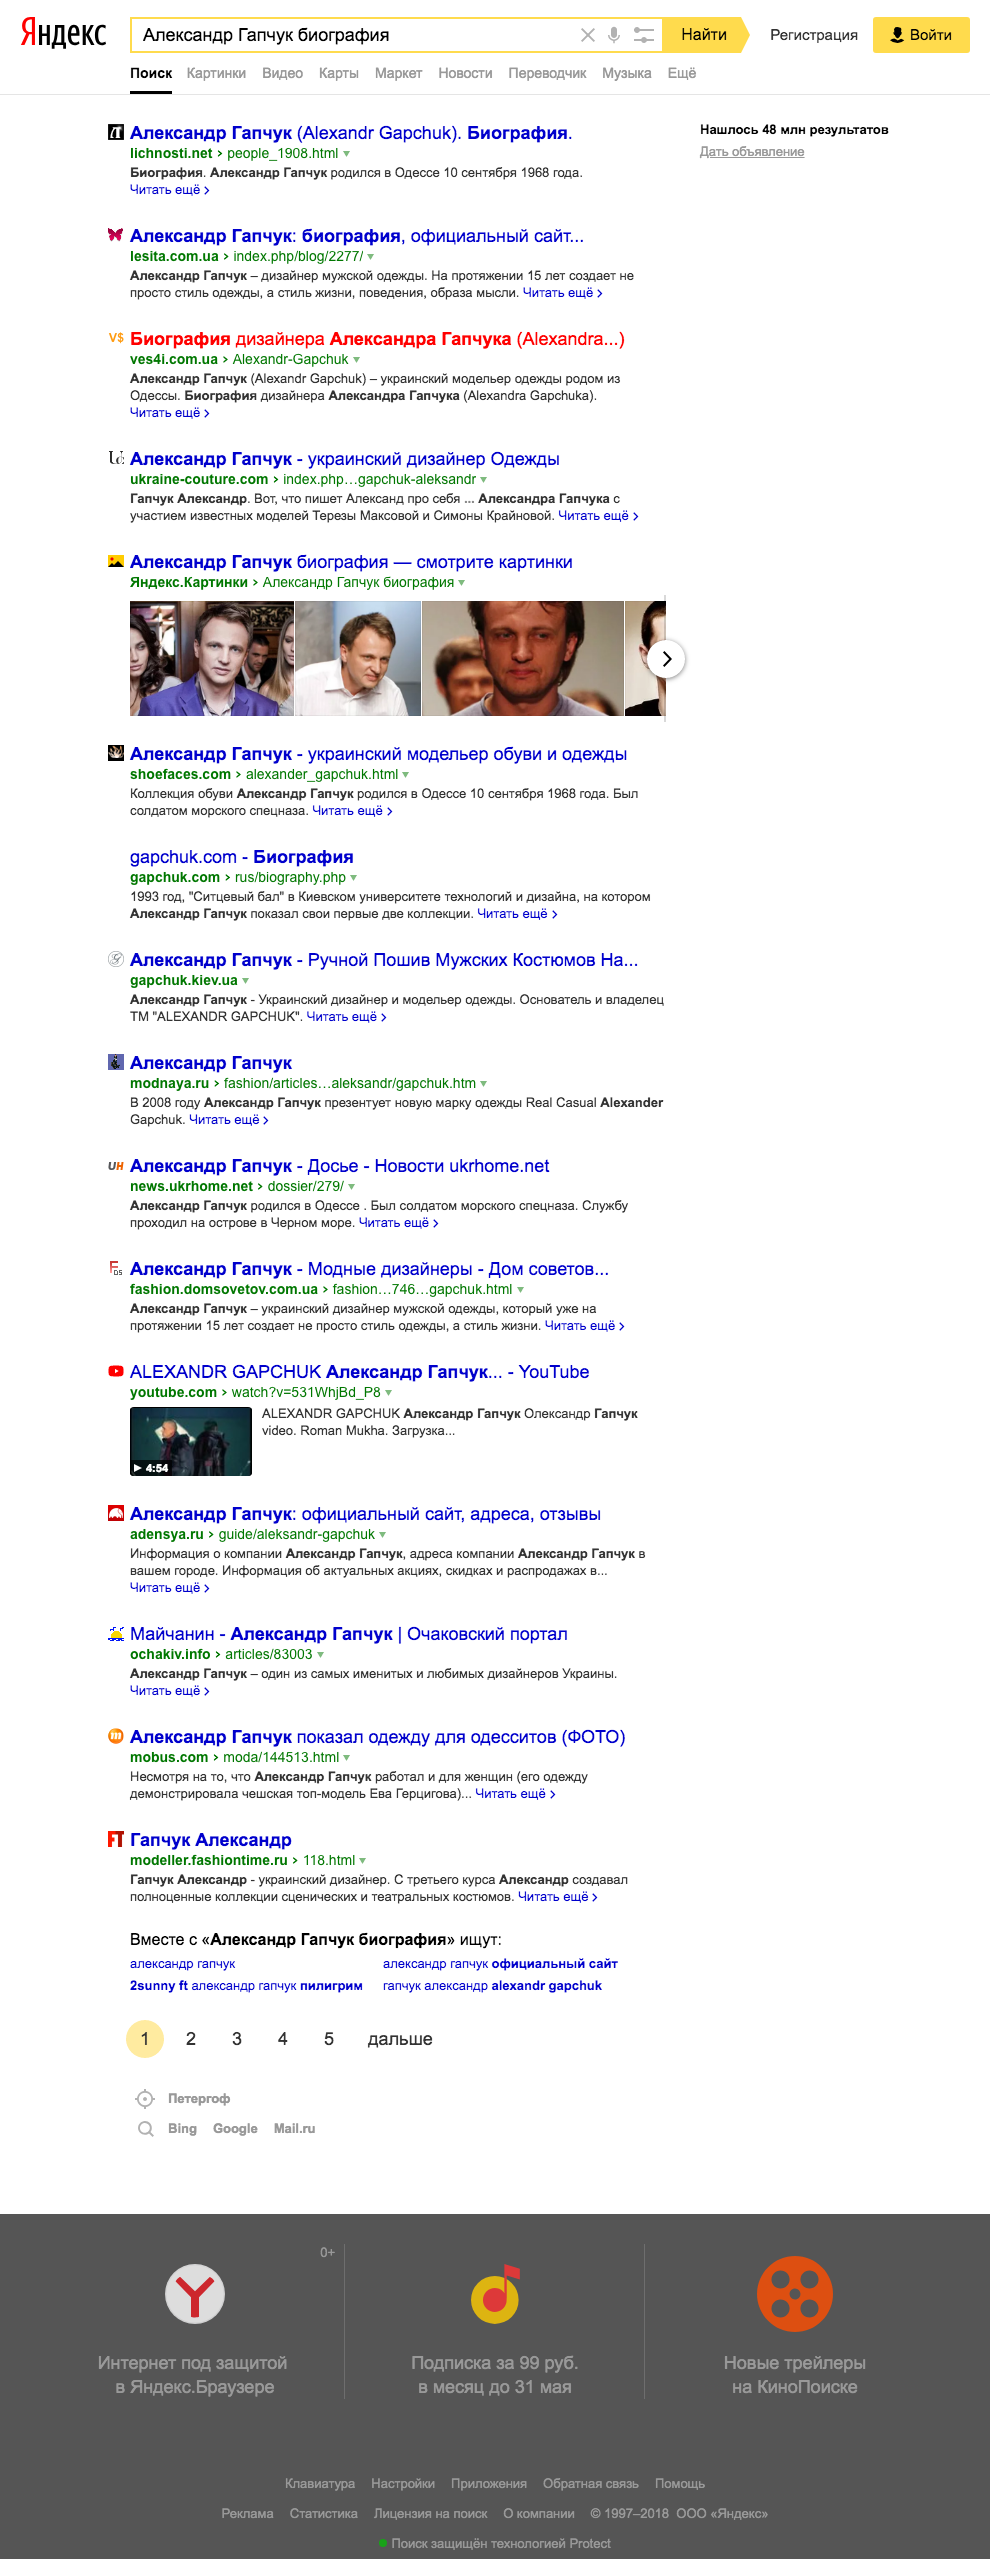 Яндекс
Александр Гапчук биография
Найти
Регистрация
Войти
Поиск Картинки Видео Карты Маркет Новости Переводчик Музыка Ещё
Нашлось 48 млн результатов
Дать объявление
Александр Гапчук (Alexandr Gapchuk). Биография.
lichnosti.net › people_1908.html
Биография. Александр Гапчук родился в Одессе 10 сентября 1968 года.
Читать ещё ›
Александр Гапчук: биография, официальный сайт...
lesita.com.ua › index.php/blog/2277/
Александр Гапчук – дизайнер мужской одежды. На протяжении 15 лет создает не
просто стиль одежды, а стиль жизни, поведения, образа мысли. Читать ещё ›
V$
Биография дизайнера Александра Гапчука (Alexandra...)
ves4i.com.ua › Alexandr-Gapchuk
Александр Гапчук (Alexandr Gapchuk) – украинский модельер одежды родом из
Одессы. Биография дизайнера Александра Гапчука (Alexandra Gapchuka).
Читать ещё ›
Александр Гапчук - украинский дизайнер Одежды
ukraine-couture.com › index.php…gapchuk-aleksandr
Гапчук Александр. Вот, что пишет Александ про себя ... Александра Гапчука с
участием известных моделей Терезы Максовой и Симоны Крайновой. Читать ещё ›
Александр Гапчук биография — смотрите картинки
Яндекс.Картинки › Александр Гапчук биография
Александр Гапчук - украинский модельер обуви и одежды
shoefaces.com › alexander_gapchuk.html
Коллекция обуви Александр Гапчук родился в Одессе 10 сентября 1968 года. Был
солдатом морского спецназа. Читать ещё ›
gapchuk.com - Биография
gapchuk.com › rus/biography.php
1993 год, "Ситцевый бал" в Киевском университете технологий и дизайна, на котором
Александр Гапчук показал свои первые две коллекции. Читать ещё ›
Александр Гапчук - Ручной Пошив Мужских Костюмов На...
gapchuk.kiev.ua
Александр Гапчук - Украинский дизайнер и модельер одежды. Основатель и владелец
ТМ "ALEXANDR GAPCHUK". Читать ещё ›
Александр Гапчук
modnaya.ru › fashion/articles…aleksandr/gapchuk.htm
В 2008 году Александр Гапчук презентует новую марку одежды Real Casual Alexander
Gapchuk. Читать ещё ›
UH
Александр Гапчук - Досье - Новости ukrhome.net
news.ukrhome.net › dossier/279/
Александр Гапчук родился в Одессе . Был солдатом морского спецназа. Службу
проходил на острове в Черном море. Читать ещё ›
Александр Гапчук - Модные дизайнеры - Дом советов...
fashion.domsovetov.com.ua › fashion…746…gapchuk.html
Александр Гапчук – украинский дизайнер мужской одежды, который уже на
протяжении 15 лет создает не просто стиль одежды, а стиль жизни. Читать ещё ›
ALEXANDR GAPCHUK Александр Гапчук... - YouTube
youtube.com › watch?v=531WhjBd_P8
ALEXANDR GAPCHUK Александр Гапчук Олександр Гапчук
video. Roman Mukha. Загрузка...
4:54
Александр Гапчук: официальный сайт, адреса, отзывы
adensya.ru › guide/aleksandr-gapchuk
Информация о компании Александр Гапчук, адреса компании Александр Гапчук в
вашем городе. Информация об актуальных акциях, скидках и распродажах в...
Читать ещё ›
Майчанин - Александр Гапчук | Очаковский портал
ochakiv.info › articles/83003
Александр Гапчук – один из самых именитых и любимых дизайнеров Украины.
Читать ещё ›
Александр Гапчук показал одежду для одесситов (ФОТО)
mobus.com › moda/144513.html
Несмотря на то, что Александр Гапчук работал и для женщин (его одежду
демонстрировала чешская топ-модель Ева Герцигова)... Читать ещё ›
FT
Гапчук Александр
modeller.fashiontime.ru › 118.html
Гапчук Александр - украинский дизайнер. С третьего курса Александр создавал
полноценные коллекции сценических и театральных костюмов. Читать ещё ›
Вместе с «Александр Гапчук биография» ищут:
александр гапчук александр гапчук официальный сайт
2sunny ft александр гапчук пилигрим гапчук александр alexandr gapchuk
1 2 3 4 5 дальше
Петергоф
Bing Google Mail.ru
0+
Интернет под защитой
в Яндекс.Браузере
Подписка за 99 руб.
в месяц до 31 мая
Новые трейлеры
на КиноПоиске
Клавиатура Настройки Приложения Обратная связь Помощь
Реклама Статистика Лицензия на поиск О компании © 1997–2018 ООО «Яндекс»
Поиск защищён технологией Protect